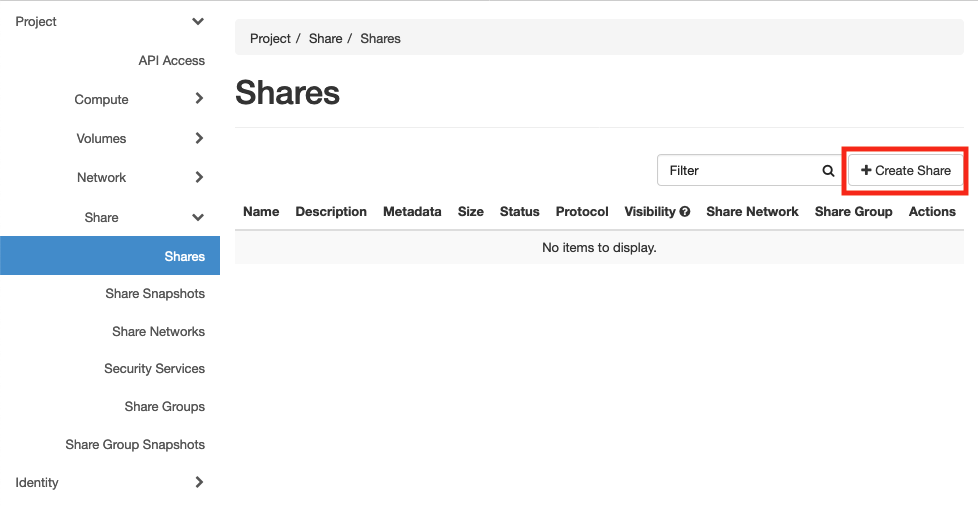 Project
API Access
Compute
Volumes
Network
Share
Shares
Share Snapshots
Share Networks
Security Services
Share Groups
Share Group Snapshots
Identity
Project / Share / Shares
Shares
Filter
+ Create Share
Name Description Metadata Size Status Protocol Visibility ? Share Network Share Group Actions
No items to display.